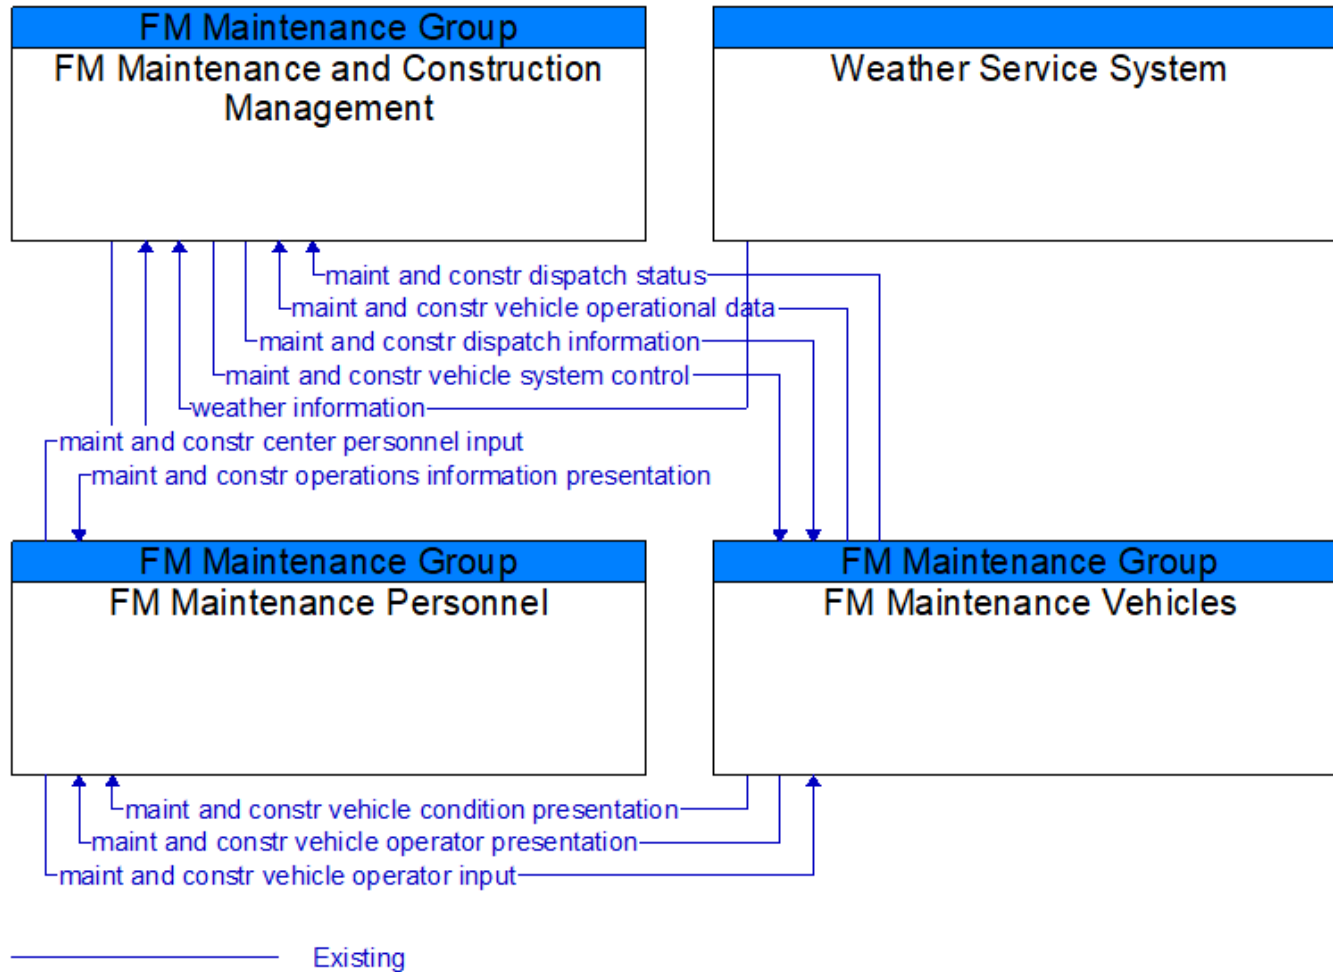 FM Maintenance Group
FM Maintenance and Construction
Management
Weather Service System
maint and constr dispatch status
maint and constr vehicle operational data
maint and constr dispatch information
maint and constr vehicle system control
weather information
maint and constr center personnel input
maint and constr operations information presentation
FM Maintenance Group
FM Maintenance Personnel
FM Maintenance Group
FM Maintenance Vehicles
maint and constr vehicle condition presentation
maint and constr vehicle operator presentation
maint and constr vehicle operator input
Existing